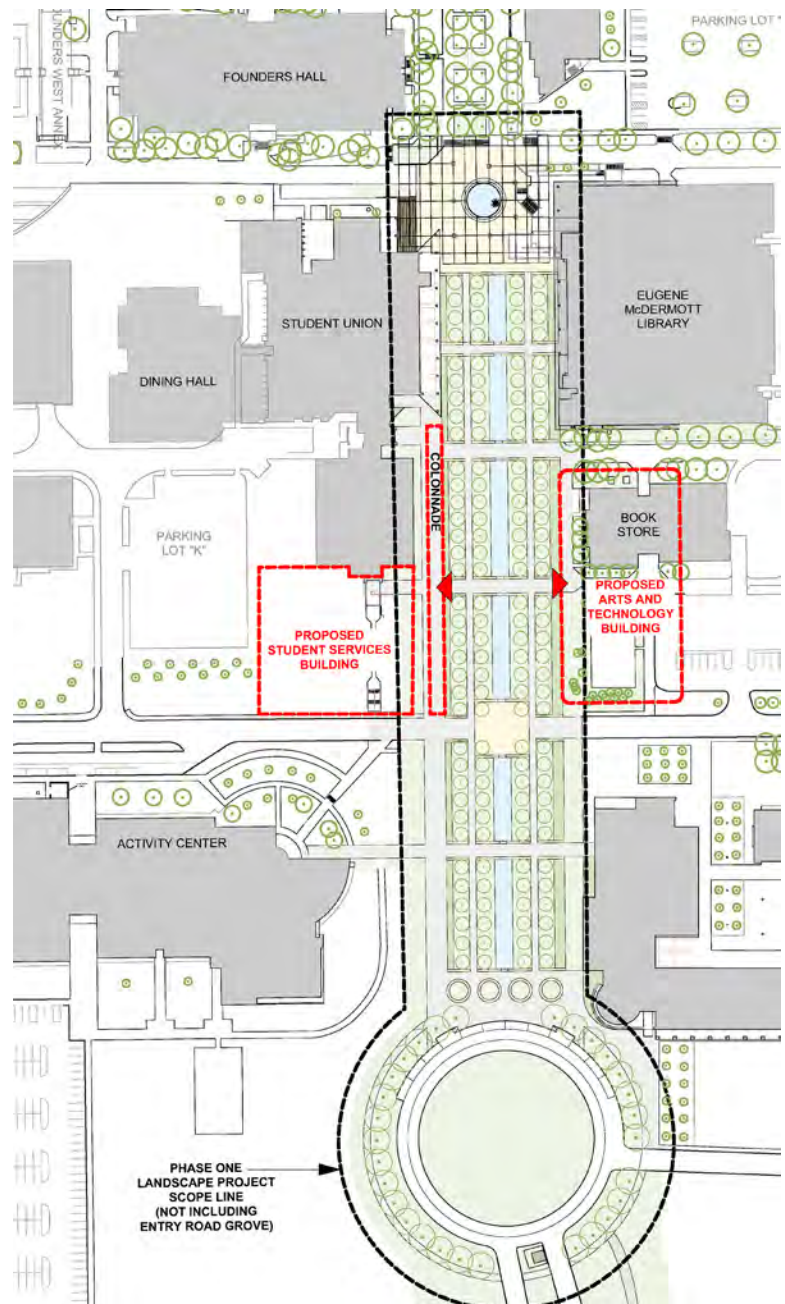 PARKING LOT "
FOUNDERS HALL
UNDERS WEST ANNEX
EUGENE
McDERMOTT
LIBRARY
STUDENT UNION
DINING HALL
COLONNADE
PARKING
LOT "K"
BOOK
STORE
PROPOSED
ARTS AND
TECHNOLOGY
BUILDING
PROPOSED
STUDENT SERVICES
BUILDING
ACTIVITY CENTER
PHASE ONE
LANDSCAPE PROJECT
SCOPE LINE
(NOT INCLUDING
ENTRY ROAD GROVE)